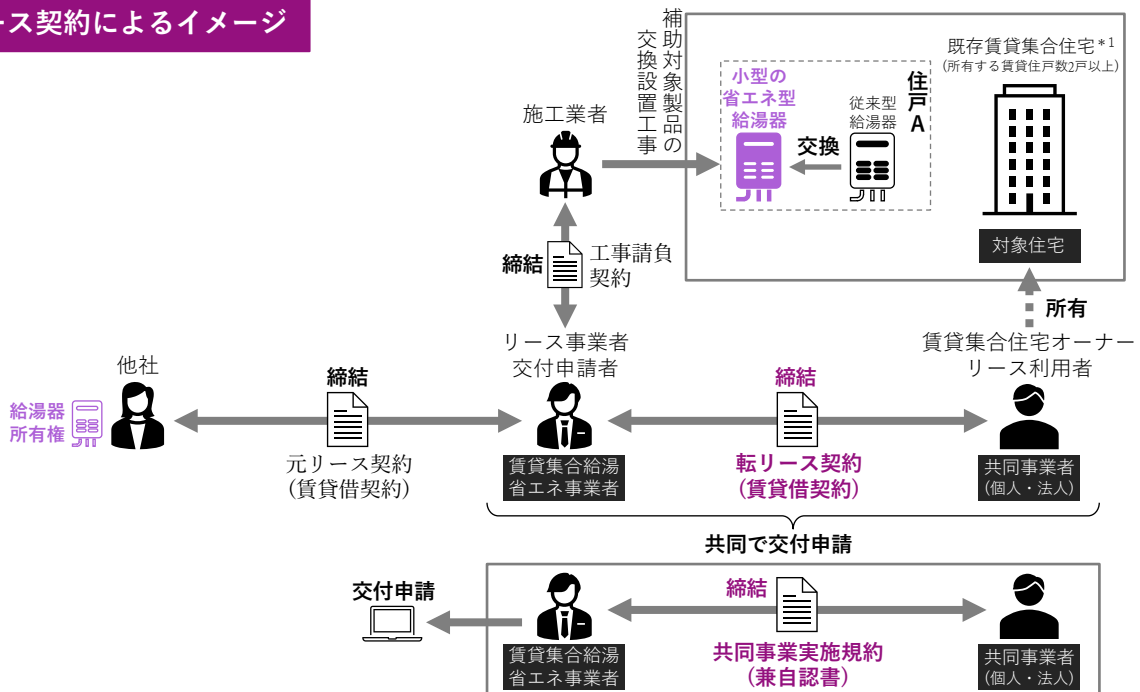 ース契約によるイメージ
補助対象製品の
交換設置工事
既存賃貸集合住宅*1
(所有する賃貸住戸数2戸以上)
小型の
省エネ型
給湯器
従来型
給湯器
住戸A
交換
対象住宅
施工業者
締結
工事請負
契約
所有
リース事業者
交付申請者
賃貸集合住宅オーナー
リース利用者
他社
給湯器
所有権
締結
元リース契約
(賃貸借契約)
賃貸集合給湯
省エネ事業者
締結
転リース契約
(賃貸借契約)
共同事業者
(個人・法人)
共同で交付申請
交付申請
賃貸集合給湯
省エネ事業者
締結
共同事業実施規約
(兼自認書)
共同事業者
(個人・法人)